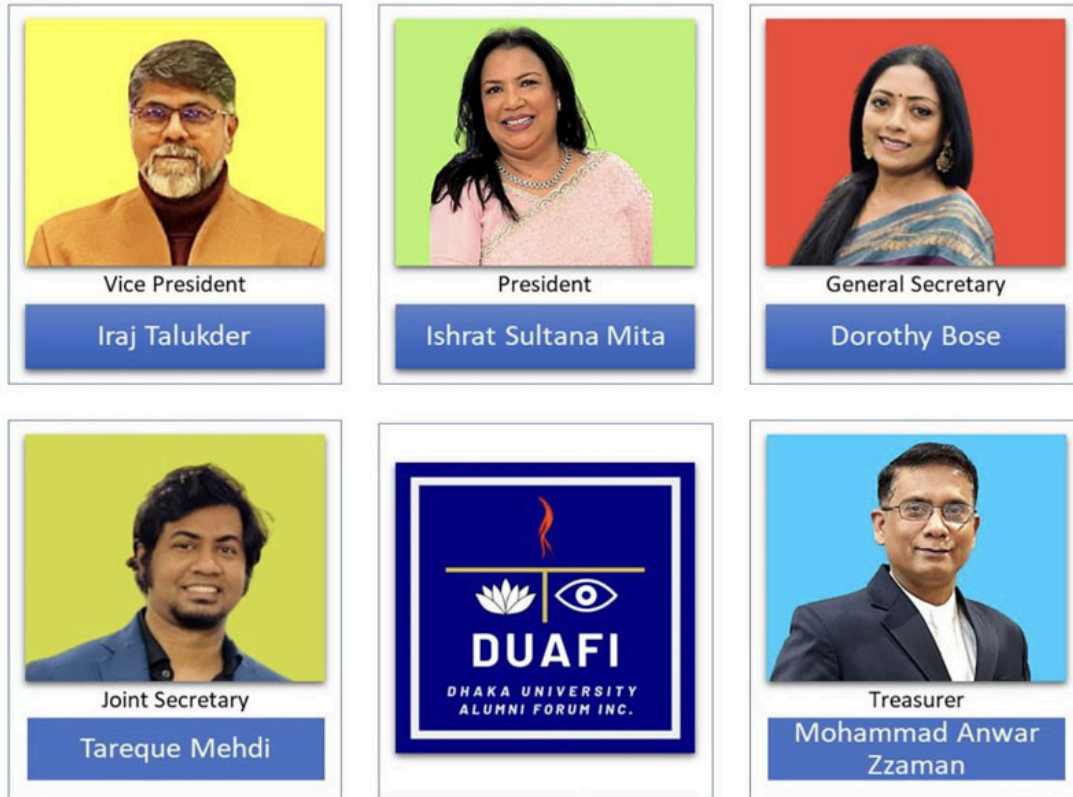 Vice President
Iraj Talukder
President
Ishrat Sultana Mita
General Secretary
Dorothy Bose
Joint Secretary
Tareque Mehdi
DUAFI
DHAKA UNIVERSITY
ALUMNI FORUM INC.
Treasurer
Mohammad Anwar
Zzaman